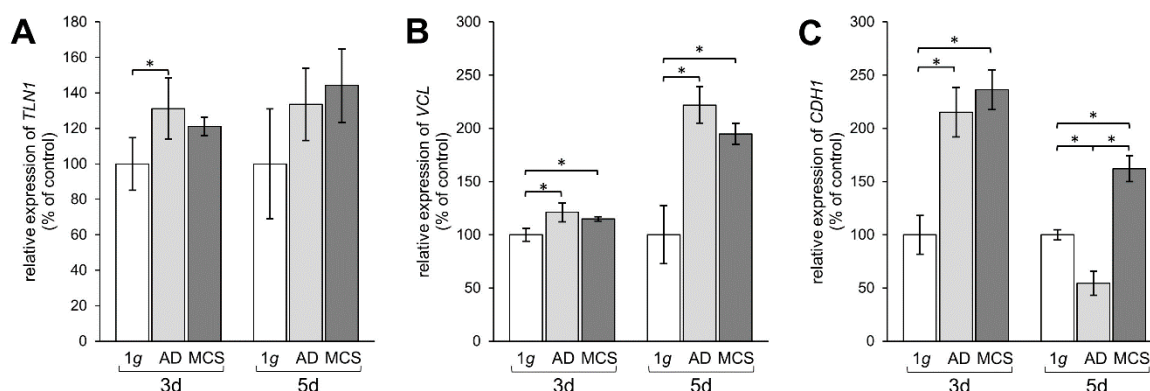 A
relative expression of TLN1
(% of control)
180
160
140
120
100
80
60
40
20
0
*
1g AD MCS 1g AD MCS
3d 5d
B
relative expression of VCL
(% of control)
300
250
200
150
100
50
0
*
*
*
*
1g AD MCS 1g AD MCS
3d 5d
C
relative expression of CDH1
(% of control)
300
250
200
150
100
50
0
*
*
*
* *
1g AD MCS 1g AD MCS
3d 5d